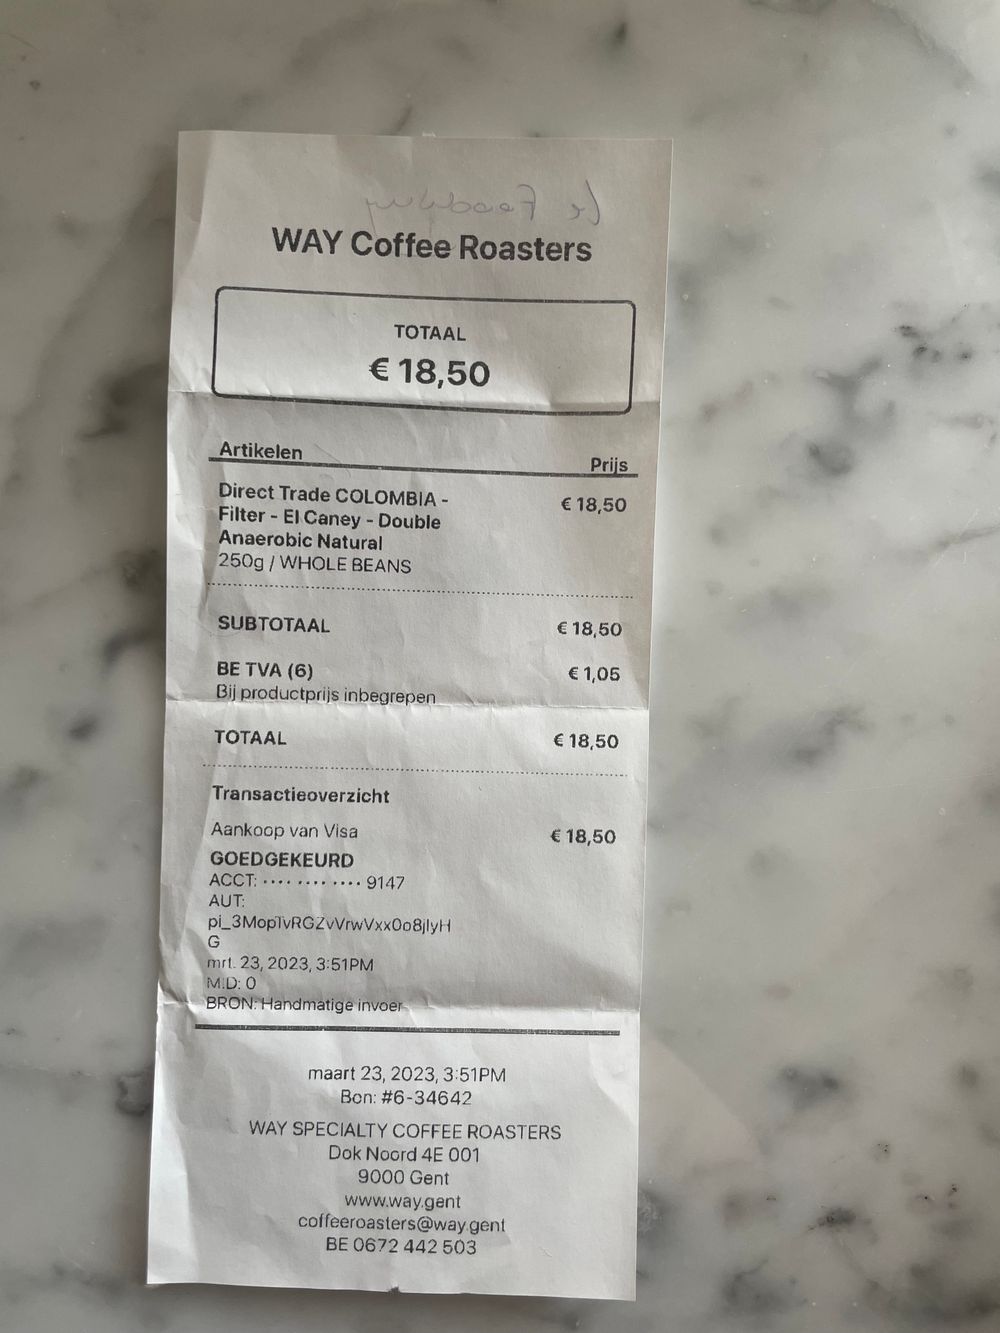 WAY Coffee Roasters
TOTAAL
€ 18,50
Artikelen Prijs
Direct Trade COLOMBIA - € 18,50
Filter - El Caney - Double
Anaerobic Natural
250g / WHOLE BEANS
SUBTOTAAL € 18,50
BE TVA (6) € 1,05
Bij productprijs inbegrepen
TOTAAL € 18,50
Transactieoverzicht
Aankoop van Visa € 18,50
GOEDGEKEURD
ACCT: ···· ···· ···· 9147
AUT:
G
mrt. 23, 2023, 3:51PM
M.D: 0
BRON: Handmatige invoer
maart 23, 2023, 3:51PM
Bon: #6-34642
WAY SPECIALTY COFFEE ROASTERS
Dok Noord 4E 001
9000 Gent
www.way.gent
coffeeroasters@way.gent
BE 0672 442 503